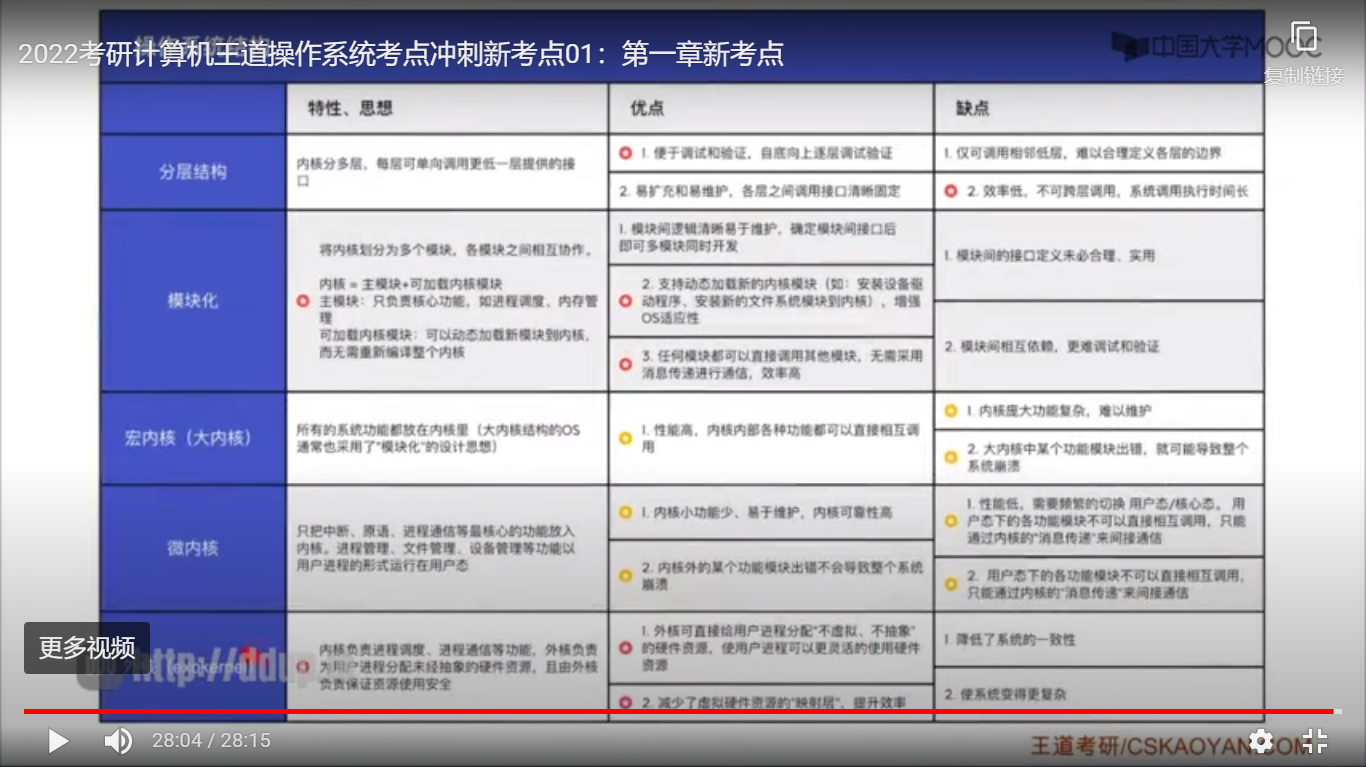 2022考研计算机王道操作系统考点冲刺新考点01：第一章新考点
中国大学MOOC
复制链接
特性、思想
优点
缺点
分层结构
内核分多层，每层可单向调用更低一层提供的接
口
1. 便于调试和验证，自底向上逐层调试验证
2. 易扩充和易维护，各层之间调用接口清晰固定
1. 仅可调用相邻低层，难以合理定义各层的边界
2. 效率低，不可跨层调用，系统调用执行时间长
模块化
将内核划分为多个模块，各模块之间相互协作。
内核 = 主模块+可加载内核模块
主模块：只负责核心功能，如进程调度、内存管
理
可加载内核模块：可以动态加载新模块到内核，
而无需重新编译整个内核
1. 模块间逻辑清晰易于维护，确定模块间接口后
即可多模块同时开发
2. 支持动态加载新的内核模块（如：安装设备驱
动程序、安装新的文件系统模块到内核），增强
OS适应性
3. 任何模块都可以直接调用其他模块，无需采用
消息传递进行通信，效率高
1. 模块间的接口定义未必合理、实用
2. 模块间相互依赖，更难调试和验证
宏内核（大内核）
所有的系统功能都放在内核里（大内核结构的OS
通常也采用了“模块化”的设计思想）
1. 性能高，内核内部各种功能都可以直接相互调
用
1. 内核庞大功能复杂，难以维护
2. 大内核中某个功能模块出错，就可能导致整个
系统崩溃
微内核
只把中断、原语、进程通信等最核心的功能放入
内核。进程管理、文件管理、设备管理等功能以
用户进程的形式运行在用户态
1. 内核小功能少、易于维护，内核可靠性高
2. 内核外的某个功能模块出错不会导致整个系统
崩溃
1. 性能低，需要频繁的切换 用户态/核心态。用
户态下的各功能模块不可以直接相互调用，只能
通过内核的“消息传递”来间接通信
2. 用户态下的各功能模块不可以直接相互调用，
只能通过内核的“消息传递”来间接通信
更多视频
http://ddup
(exokernel)
内核负责进程调度、进程通信等功能，外核负责
为用户进程分配未经抽象的硬件资源，且由外核
负责保证资源使用安全
1. 外核可直接给用户进程分配“不虚拟、不抽象”
的硬件资源，使用户进程可以更灵活的使用硬件
资源
2. 减少了虚拟硬件资源的“映射层”，提升效率
1. 降低了系统的一致性
2. 使系统变得更复杂
28:04 / 28:15
王道考研/CSKAOYAN.COM